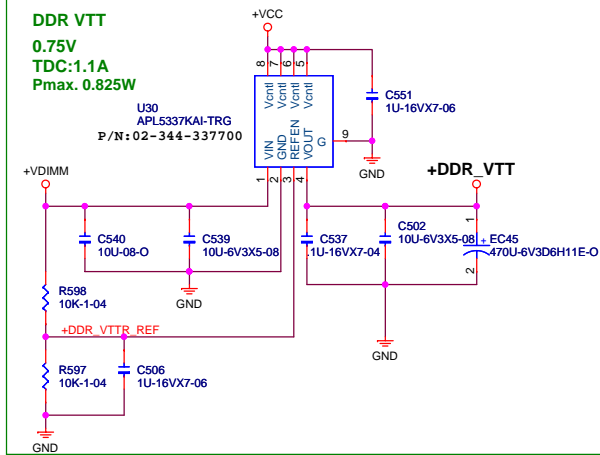 DDR VTT
0.75V
TDC:1.1A
Pmax. 0.825W
+VCC
8
7
6
5
Vcntl
Vcntl
Vcntl
Vcntl
U30
APL5337KAI-TRG
P/N:02-344-337700
VIN
GND
REFEN
VOUT
G
9
1
2
3
4
C551
1U-16VX7-06
GND
+VDIMM
+DDR_VTT
C540
10U-08-O
C539
10U-6V3X5-08
C537
.1U-16VX7-04
C502
10U-6V3X5-08
1
+
EC45
470U-6V3D6H11E-O
2
GND
GND
R598
10K-1-04
+DDR_VTTR_REF
R597
10K-1-04
C506
1U-16VX7-06
GND